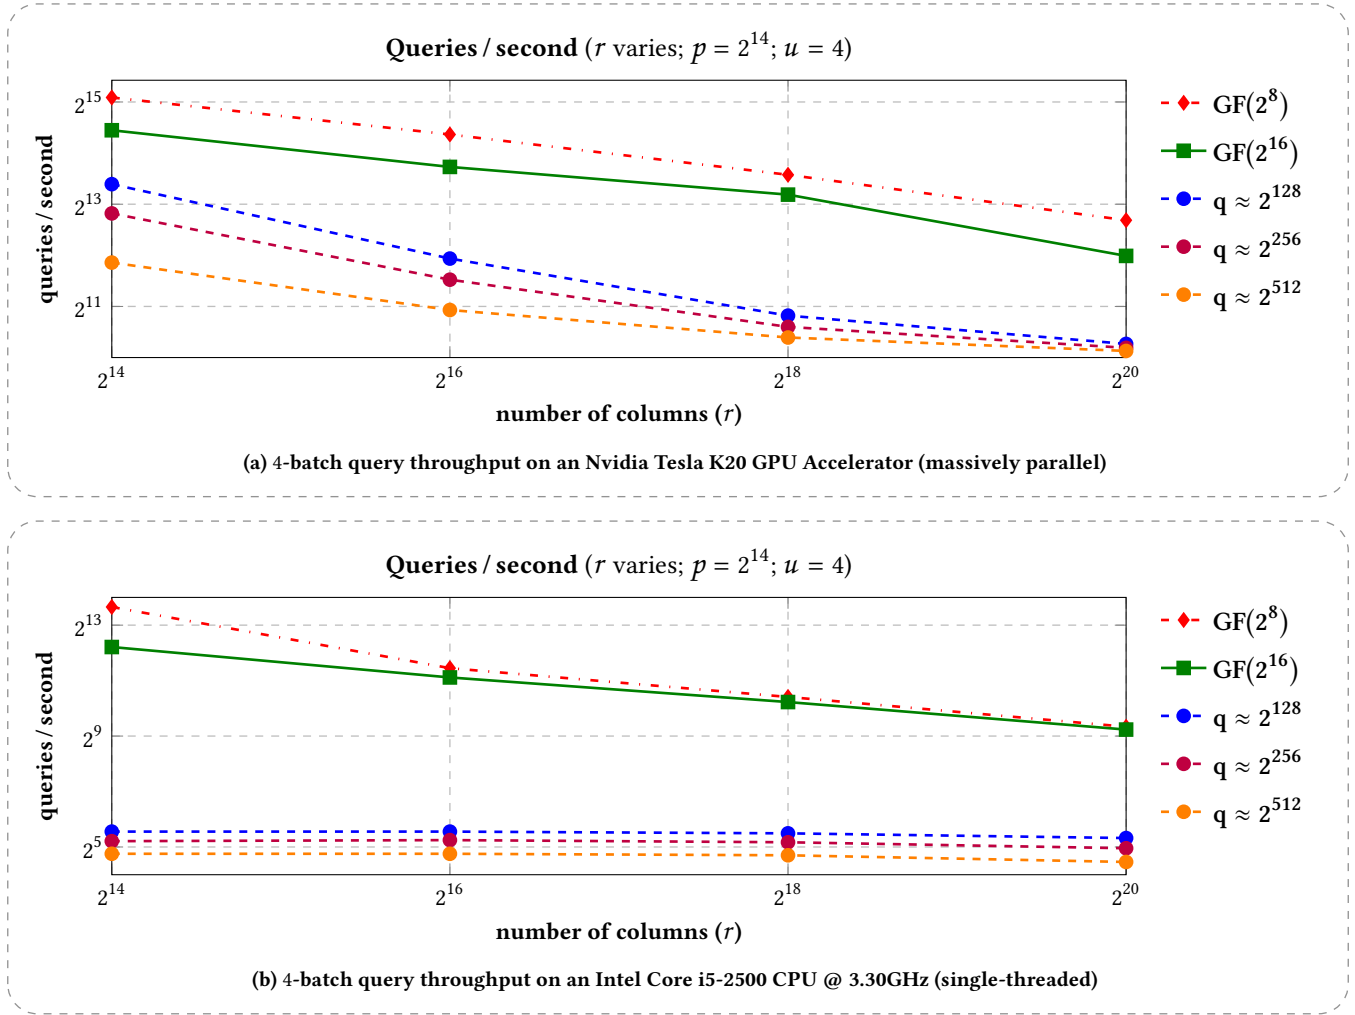 Queries / second (r varies; p = 2^14; u = 4)
2^15
2^13
2^11
queries / second
2^14 2^16 2^18 2^20
number of columns (r)
GF(2^8)
GF(2^16)
q ≈ 2^128
q ≈ 2^256
q ≈ 2^512
(a) 4-batch query throughput on an Nvidia Tesla K20 GPU Accelerator (massively parallel)
Queries / second (r varies; p = 2^14; u = 4)
2^13
2^9
2^5
queries / second
2^14 2^16 2^18 2^20
number of columns (r)
GF(2^8)
GF(2^16)
q ≈ 2^128
q ≈ 2^256
q ≈ 2^512
(b) 4-batch query throughput on an Intel Core i5-2500 CPU @ 3.30GHz (single-threaded)